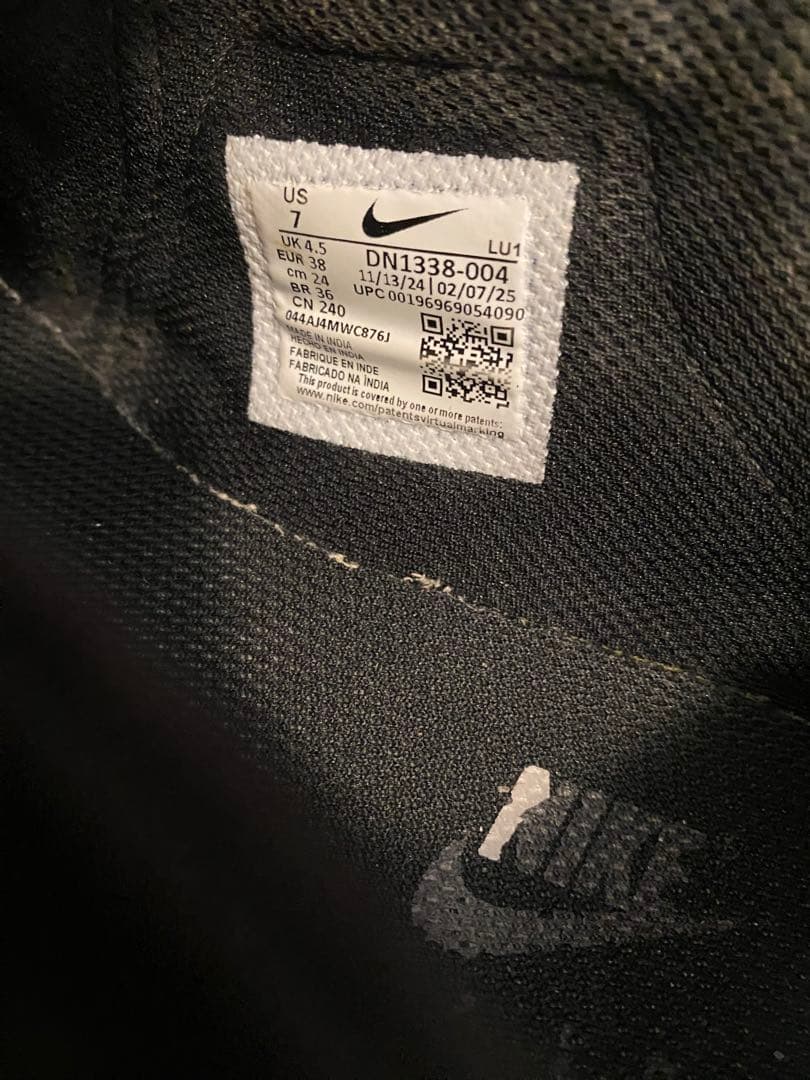 US
7
LU1
UK 4.5
EUR 38
cm 24
BR 36
CN 240
DN1338-004
11/13/24 | 02/07/25
UPC 00196969054090
044AJ4MWC876J
MADE IN INDIA
HECHO EN INDIA
FABRIQUE EN INDE
FABRICADO NA ÍNDIA
This product is covered by one or more patents:
www.nike.com/patentsvirtualmarking
NIKE